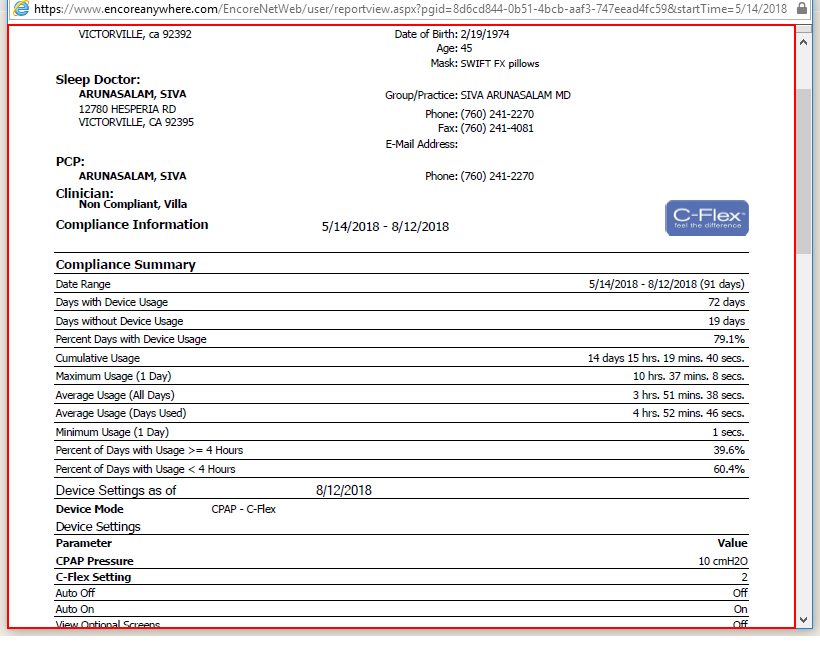 https://www.encoreanywhere.com/EncoreNetWeb/user/reportview.aspx?pgid=8d6cd844-0b51-4bcb-aaf3-747eead4fc59&startTime=5/14/2018
VICTORVILLE, ca 92392 Date of Birth: 2/19/1974
Age: 45
Mask: SWIFT FX pillows
Sleep Doctor:
ARUNASALAM, SIVA Group/Practice: SIVA ARUNASALAM MD
12780 HESPERIA RD
VICTORVILLE, CA 92395
Phone: (760) 241-2270
Fax: (760) 241-4081
E-Mail Address:
PCP:
ARUNASALAM, SIVA Phone: (760) 241-2270
Clinician:
Non Compliant, Villa
Compliance Information 5/14/2018 - 8/12/2018
C-Flex™
feel the difference
Compliance Summary
Date Range 5/14/2018 - 8/12/2018 (91 days)
Days with Device Usage 72 days
Days without Device Usage 19 days
Percent Days with Device Usage 79.1%
Cumulative Usage 14 days 15 hrs. 19 mins. 40 secs.
Maximum Usage (1 Day) 10 hrs. 37 mins. 8 secs.
Average Usage (All Days) 3 hrs. 51 mins. 38 secs.
Average Usage (Days Used) 4 hrs. 52 mins. 46 secs.
Minimum Usage (1 Day) 1 secs.
Percent of Days with Usage >= 4 Hours 39.6%
Percent of Days with Usage < 4 Hours 60.4%
Device Settings as of 8/12/2018
Device Mode CPAP - C-Flex
Device Settings
Parameter Value
CPAP Pressure 10 cmH2O
C-Flex Setting 2
Auto Off Off
Auto On On
View Optional Screens Off